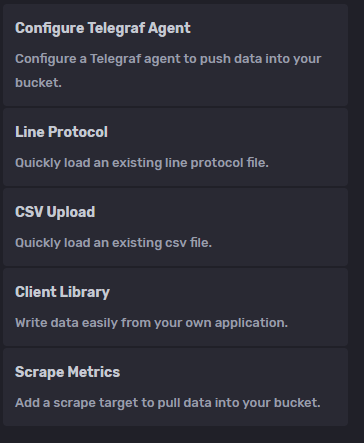 Configure Telegraf Agent
Configure a Telegraf agent to push data into your
bucket.
Line Protocol
Quickly load an existing line protocol file.
CSV Upload
Quickly load an existing csv file.
Client Library
Write data easily from your own application.
Scrape Metrics
Add a scrape target to pull data into your bucket.